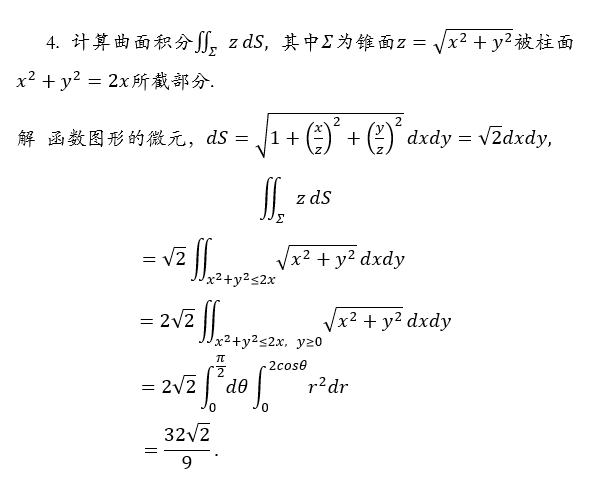 4. 计算曲面积分∬_Σ z dS, 其中Σ为锥面z = √(x² + y²)被柱面
x² + y² = 2x所截部分.
解 函数图形的微元，dS = √(1 + (x/z)² + (y/z)²) dxdy = √2dxdy,
∬_Σ z dS
= √2 ∬_{x²+y²≤2x} √(x² + y²) dxdy
= 2√2 ∬_{x²+y²≤2x, y≥0} √(x² + y²) dxdy
= 2√2 ∫_0^{π/2} dθ ∫_0^{2cosθ} r²dr
= 32√2/9 .